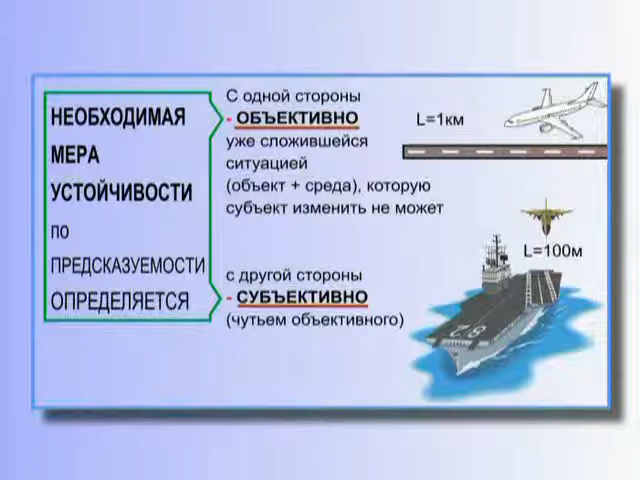 НЕОБХОДИМАЯ
МЕРА
УСТОЙЧИВОСТИ
по
ПРЕДСКАЗУЕМОСТИ
ОПРЕДЕЛЯЕТСЯ
С одной стороны
- ОБЪЕКТИВНО
уже сложившейся
ситуацией
(объект + среда), которую
субъект изменить не может
с другой стороны
- СУБЪЕКТИВНО
(чутьем объективного)
L=1км
L=100м
82